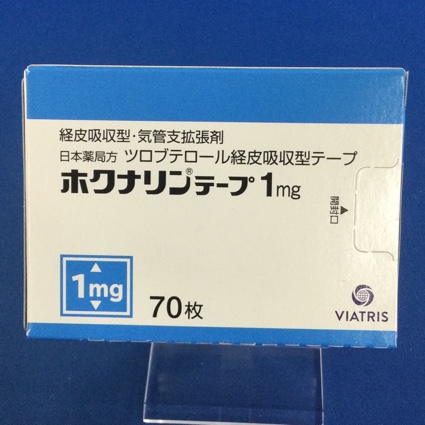 経皮吸収型・気管支拡張剤
日本薬局方 ツロブテロール経皮吸収型テープ
ホクナリン®テープ1mg
開封口
1mg
70枚
VIATRIS